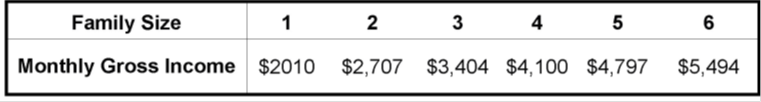 Family Size 1 2 3 4 5 6
Monthly Gross Income $2010 $2,707 $3,404 $4,100 $4,797 $5,494